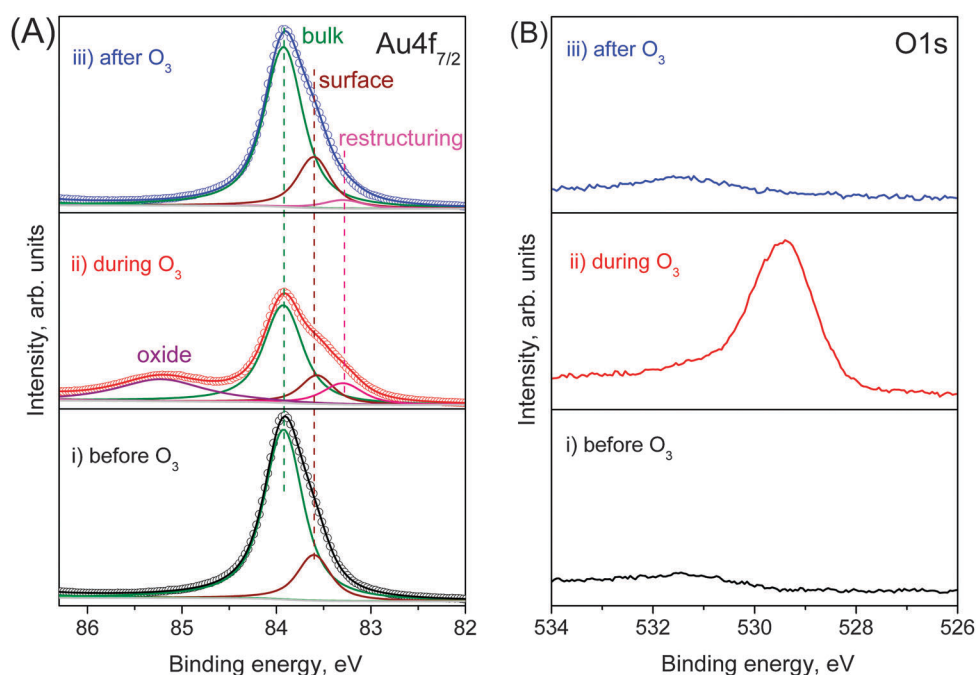 (A)
Au4f7/2
iii) after O3
bulk
surface
restructuring
ii) during O3
oxide
i) before O3
Intensity, arb. units
86 85 84 83 82
Binding energy, eV
(B)
O1s
iii) after O3
ii) during O3
i) before O3
Intensity, arb. units
534 532 530 528 526
Binding energy, eV